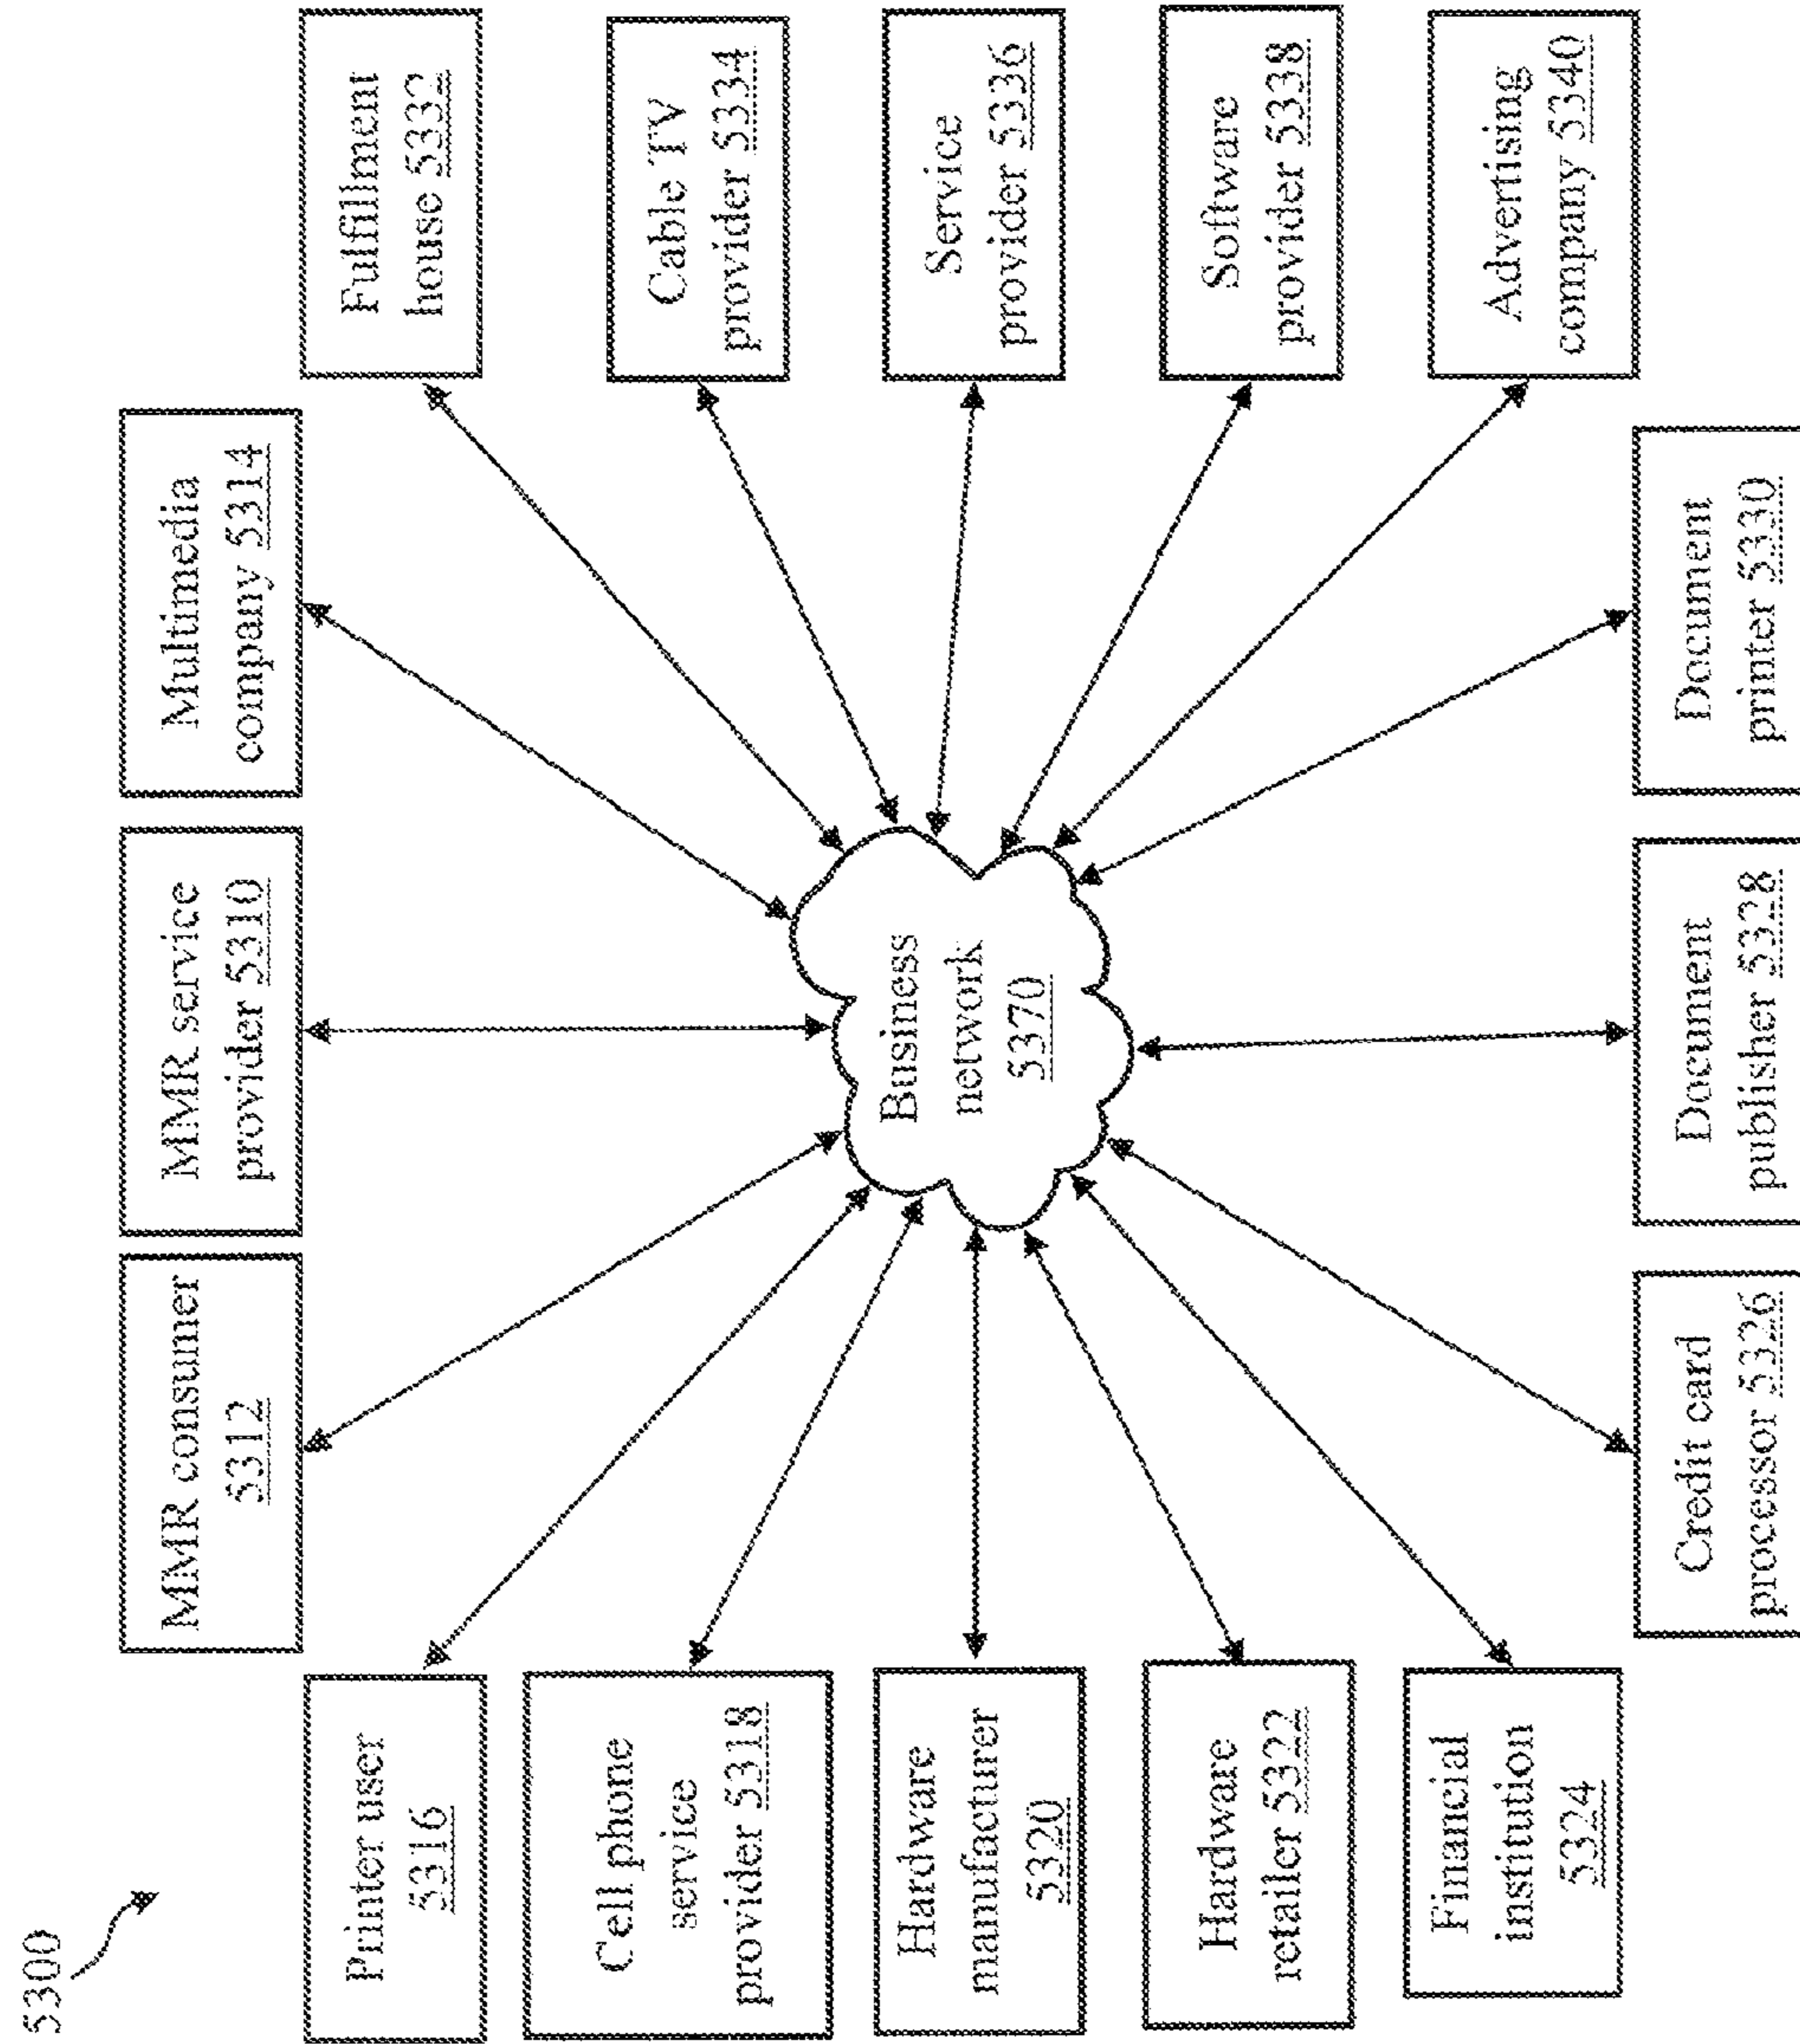 5300
MMR consumer
5312
MMR service
provider 5310
Multimedia
company 5314
Printer user
5316
Fulfillment
house 5332
Cell phone
service
provider 5318
Cable TV
provider 5334
Hardware
manufacturer
5320
Business
network
5370
Service
provider 5336
Hardware
retailer 5322
Software
provider 5338
Financial
institution
5324
Advertising
company 5340
Credit card
processor 5326
Document
publisher 5328
Document
printer 5330